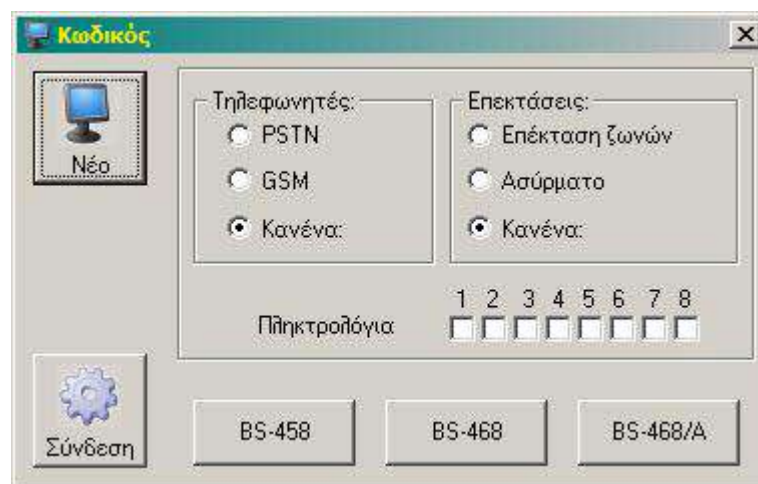 Κωδικός
Νέο
Τηλεφωνητές:
PSTN
GSM
Κανένα:
Επεκτάσεις:
Επέκταση ζωνών
Ασύρματο
Κανένα:
1 2 3 4 5 6 7 8
Πληκτρολόγια
Σύνδεση
BS-458
BS-468
BS-468/A